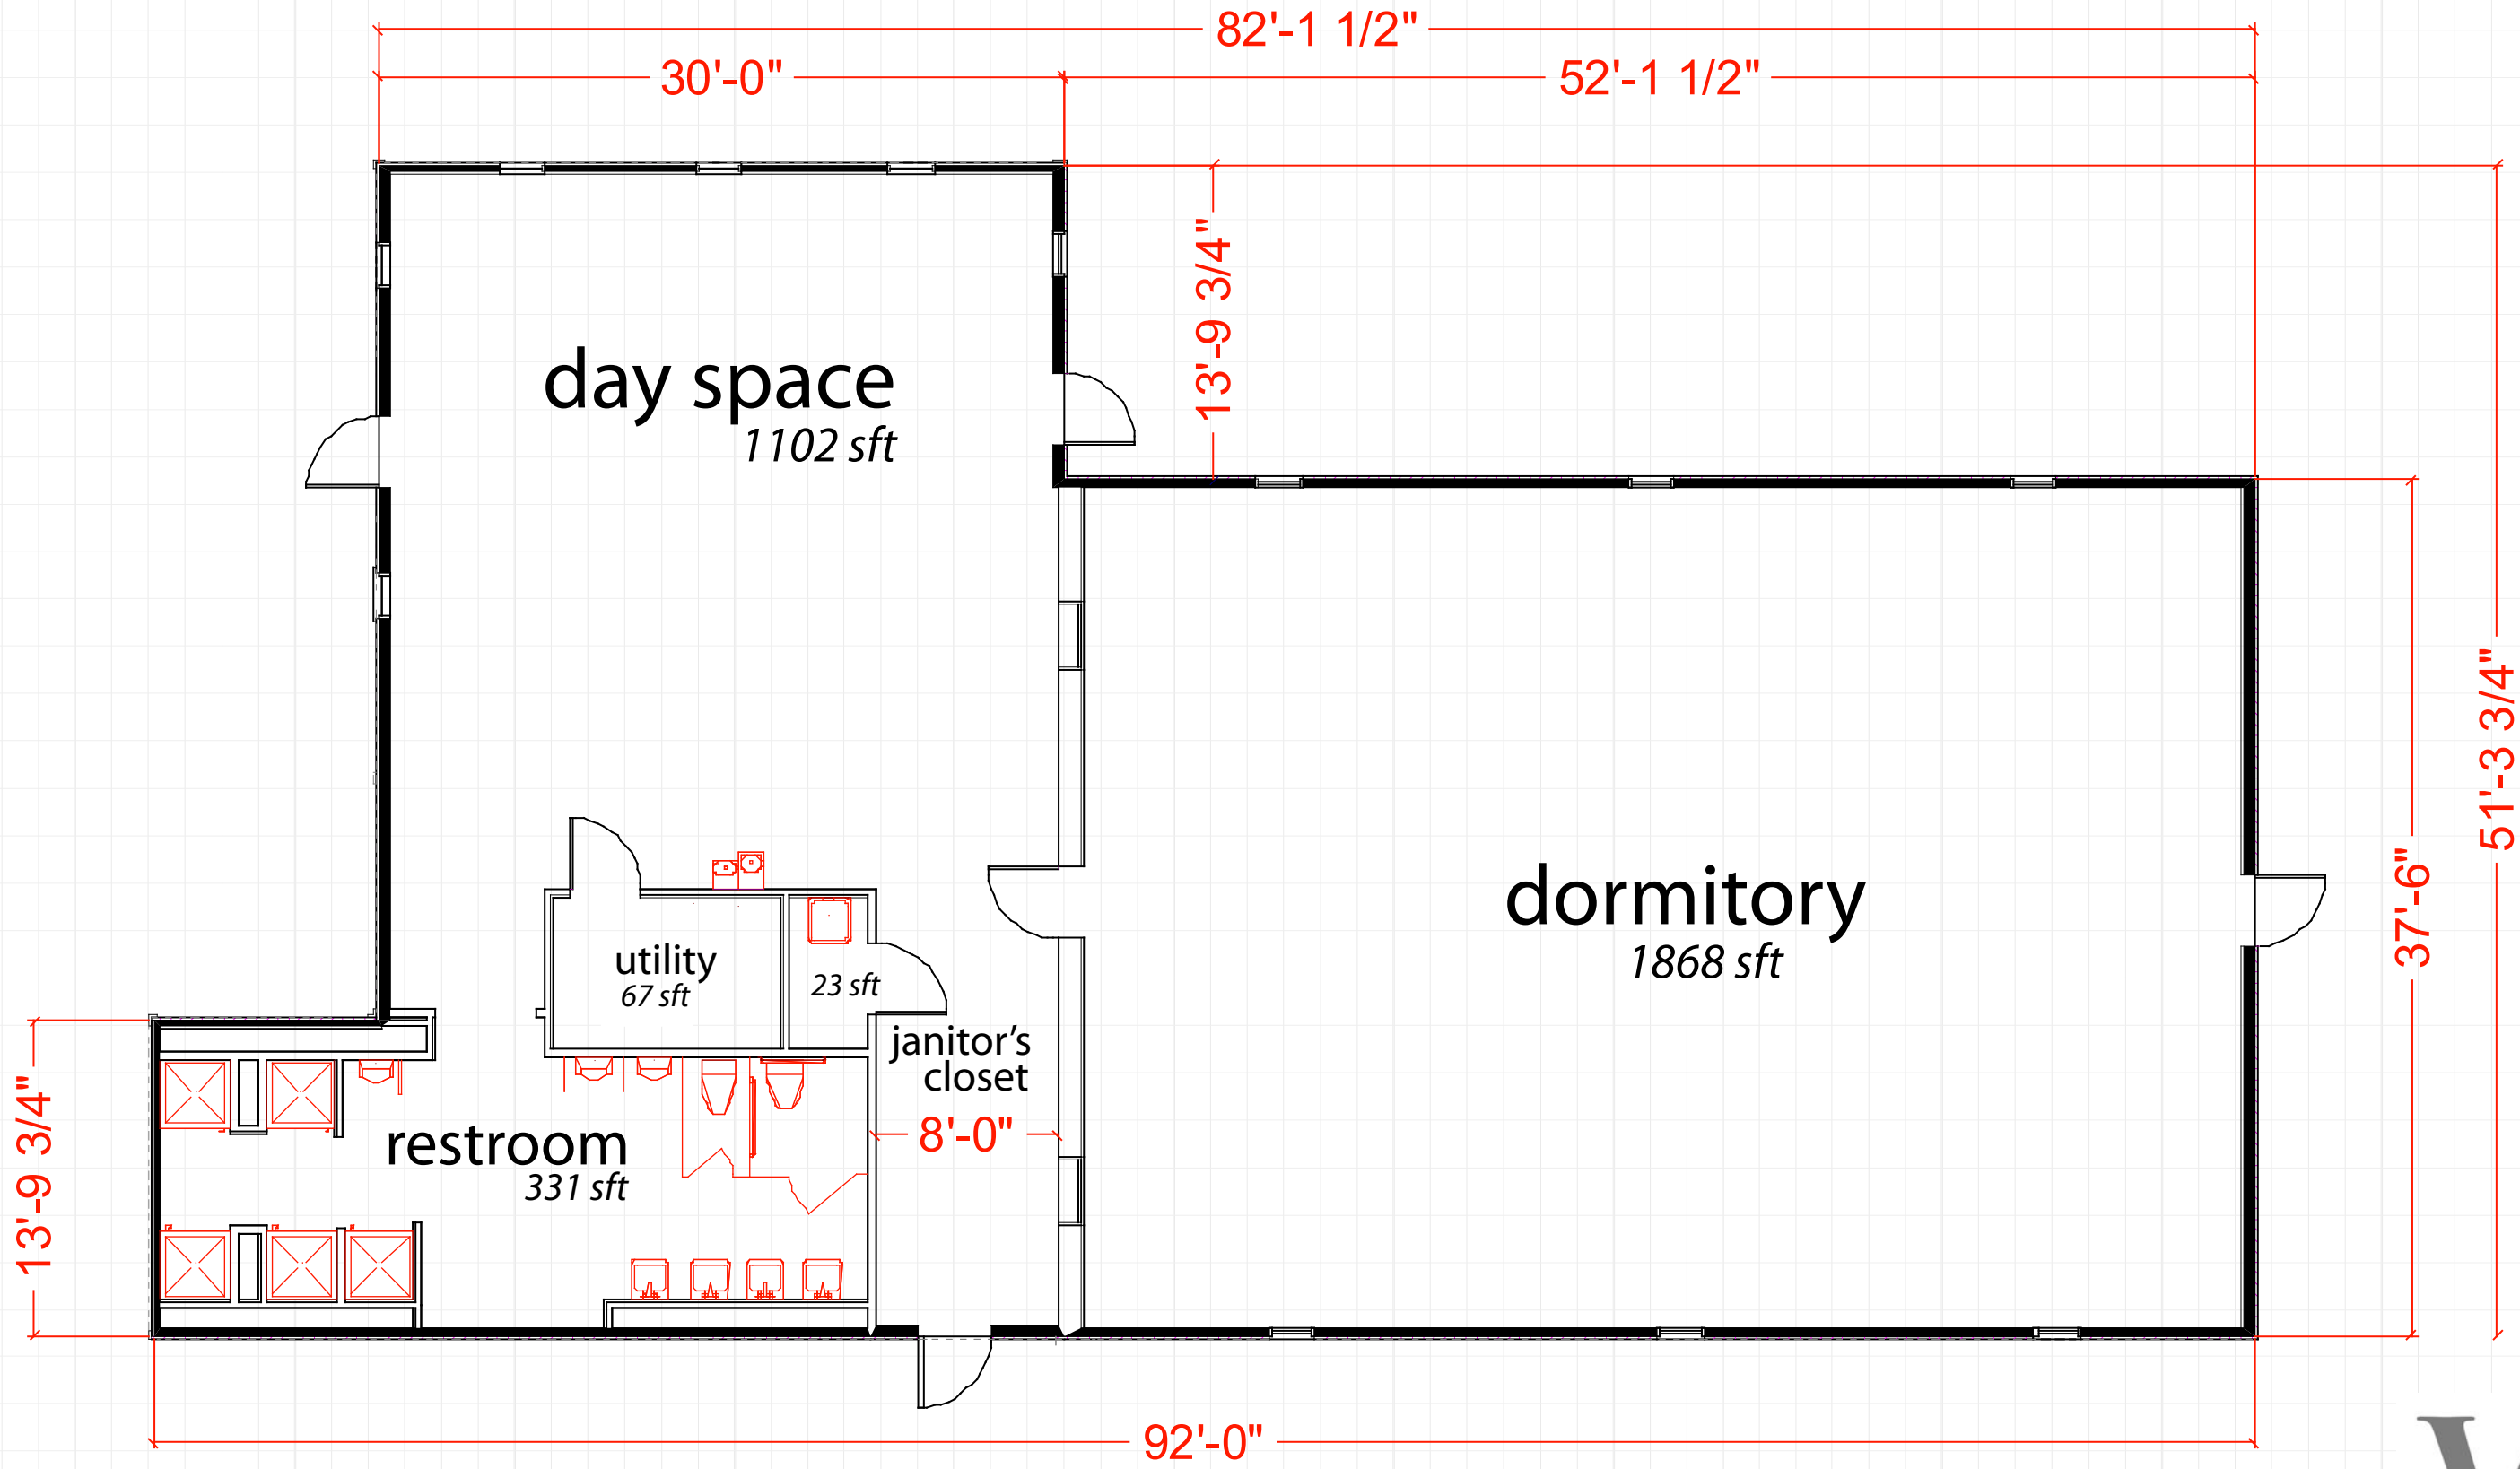 82'-1 1/2"
30'-0"
52'-1 1/2"
13'-9 3/4"
day space
1102 sft
51'-3 3/4"
37'-6"
dormitory
1868 sft
utility
67 sft
23 sft
janitor's
closet
8'-0"
13'-9 3/4"
restroom
331 sft
92'-0"